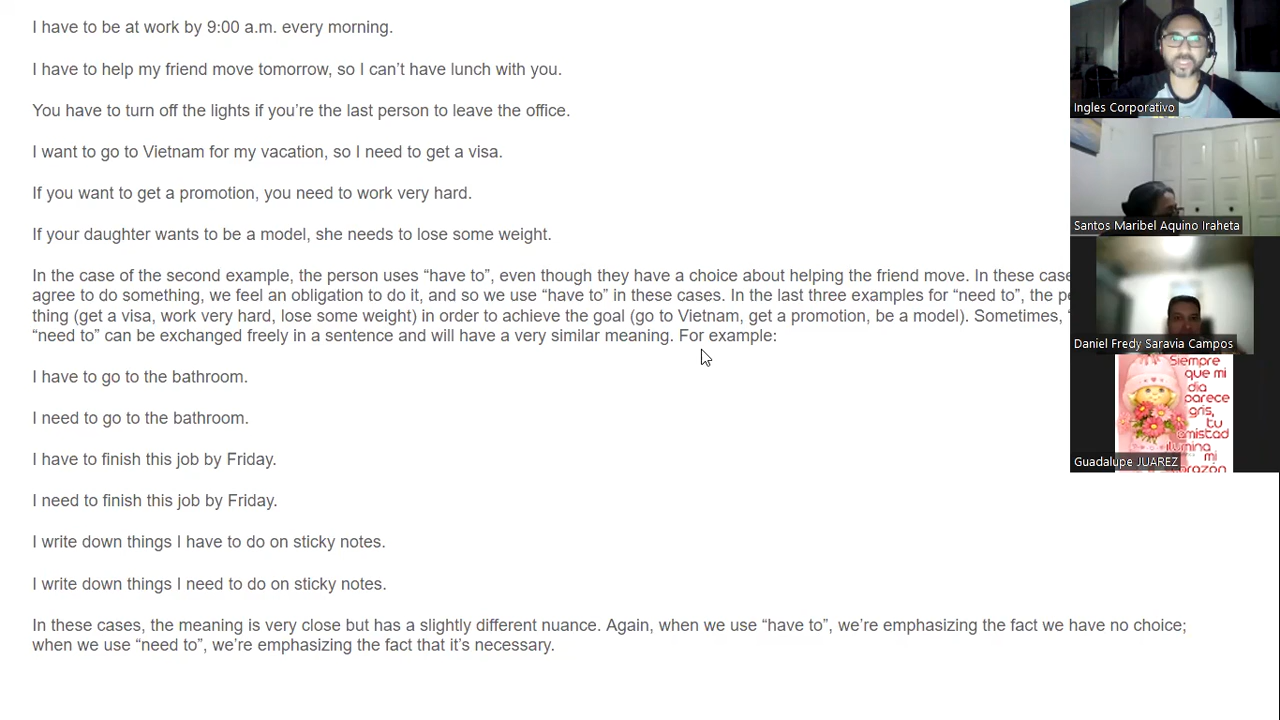 I have to be at work by 9:00 a.m. every morning.
I have to help my friend move tomorrow, so I can’t have lunch with you.
You have to turn off the lights if you’re the last person to leave the office.
I want to go to Vietnam for my vacation, so I need to get a visa.
If you want to get a promotion, you need to work very hard.
If your daughter wants to be a model, she needs to lose some weight.
In the case of the second example, the person uses “have to”, even though they have a choice about helping the friend move. In these
agree to do something, we feel an obligation to do it, and so we use “have to” in these cases. In the last three examples for “need to”, the
thing (get a visa, work very hard, lose some weight) in order to achieve the goal (go to Vietnam, get a promotion, be a model). Sometimes,
“need to” can be exchanged freely in a sentence and will have a very similar meaning. For example:
I have to go to the bathroom.
I need to go to the bathroom.
I have to finish this job by Friday.
I need to finish this job by Friday.
I write down things I have to do on sticky notes.
I write down things I need to do on sticky notes.
In these cases, the meaning is very close but has a slightly different nuance. Again, when we use “have to”, we’re emphasizing the fact we have no choice;
when we use “need to”, we’re emphasizing the fact that it’s necessary.
Ingles Corporativo
Santos Maribel Aquino Iraheta
Daniel Fredy Saravia Campos
Siempre
que mi
día
parece
gris,
tu
amistad
ilumina
mi
corazón
Guadalupe JUAREZ